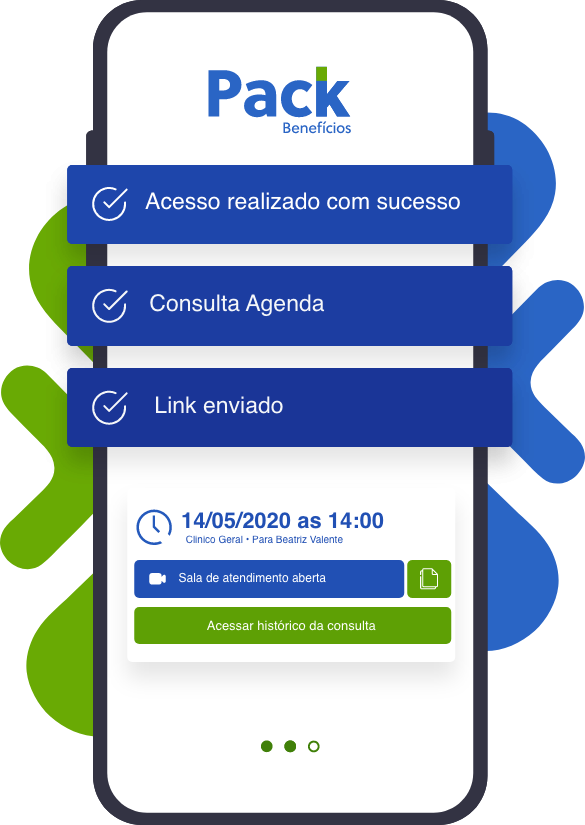 Pack
Benefícios
Acesso realizado com sucesso
Consulta Agenda
Link enviado
14/05/2020 as 14:00
Clinico Geral • Para Beatriz Valente
Sala de atendimento aberta
Acessar histórico da consulta